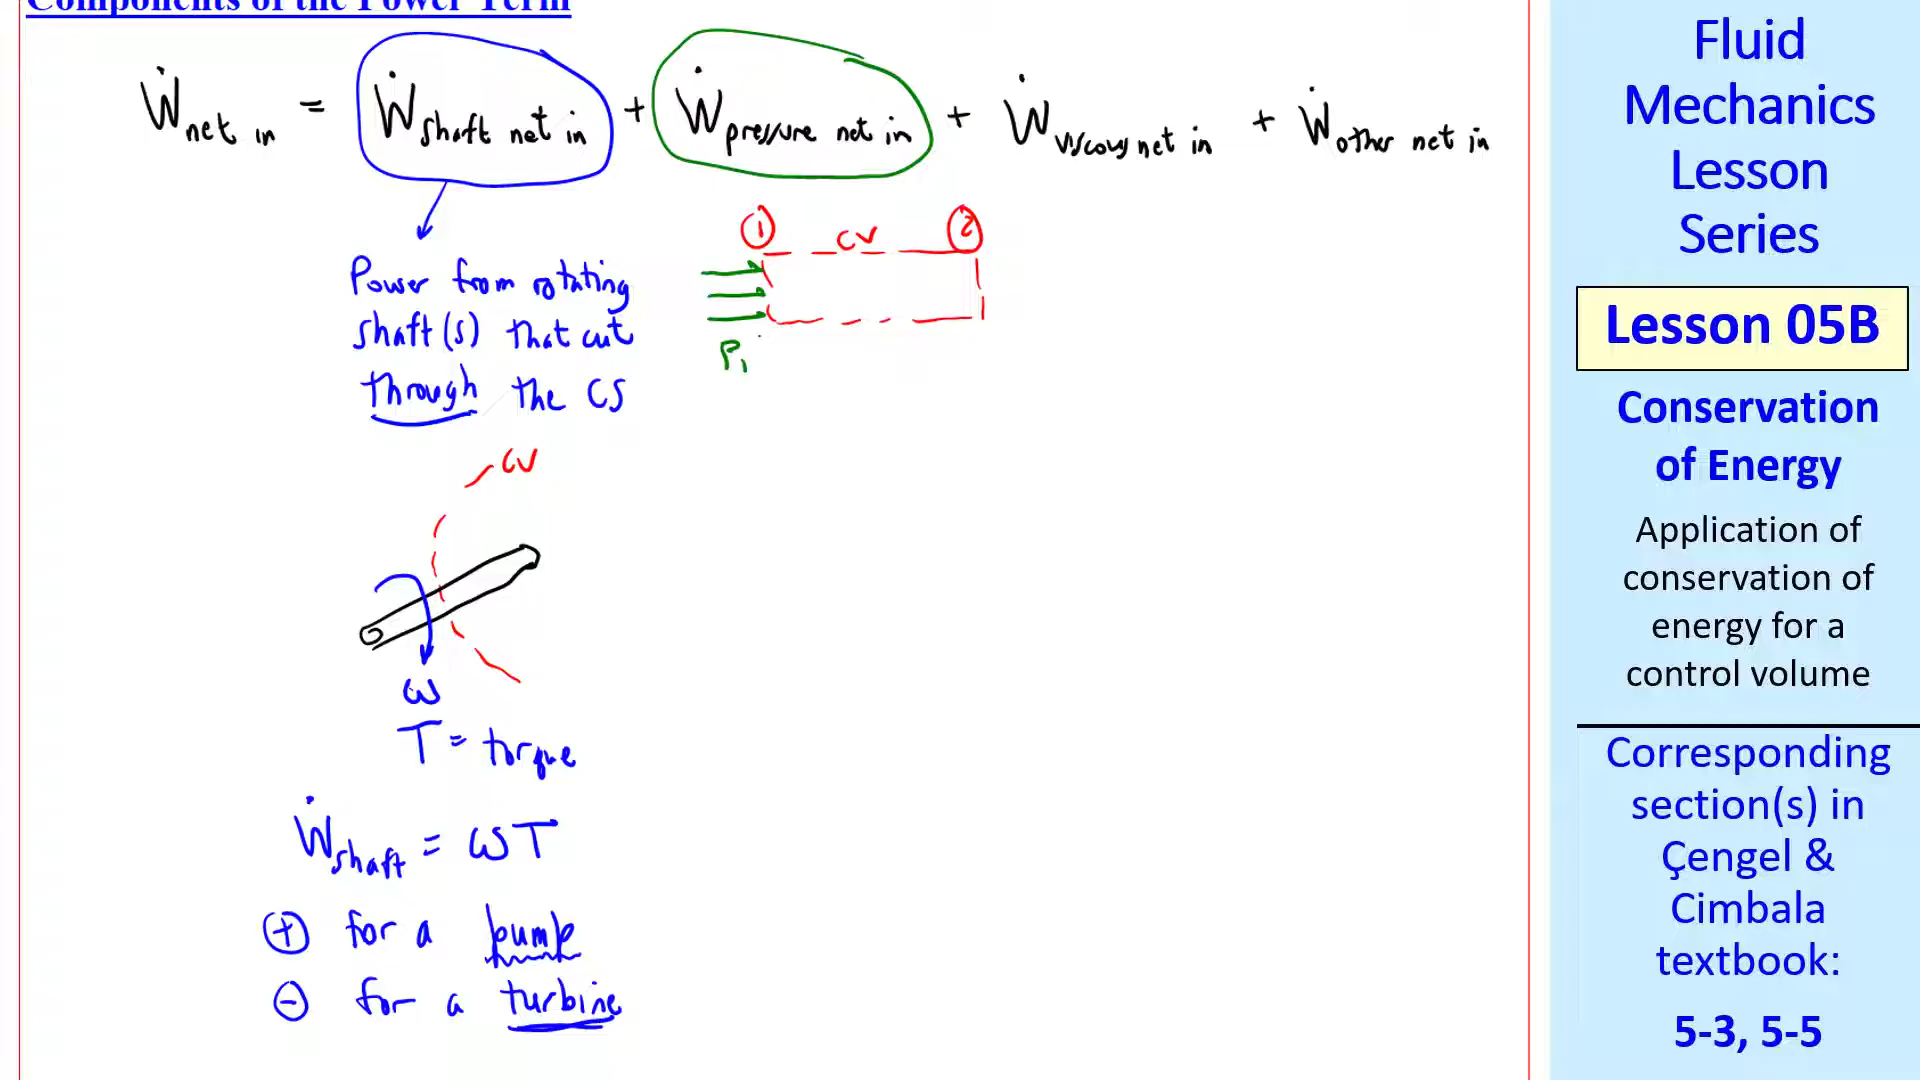 Components of the Power Term
Ẇnet in = Ẇshaft net in + Ẇpressure net in + Ẇviscous net in + Ẇother net in
Power from rotating
shaft(s) that cut
through the CS
CV
ω
T = torque
Ẇshaft = ωT
+ for a pump
- for a turbine
1 CV 2
P1
Fluid
Mechanics
Lesson
Series
Lesson 05B
Conservation
of Energy
Application of
conservation of
energy for a
control volume
Corresponding
section(s) in
Çengel &
Cimbala
textbook:
5-3, 5-5